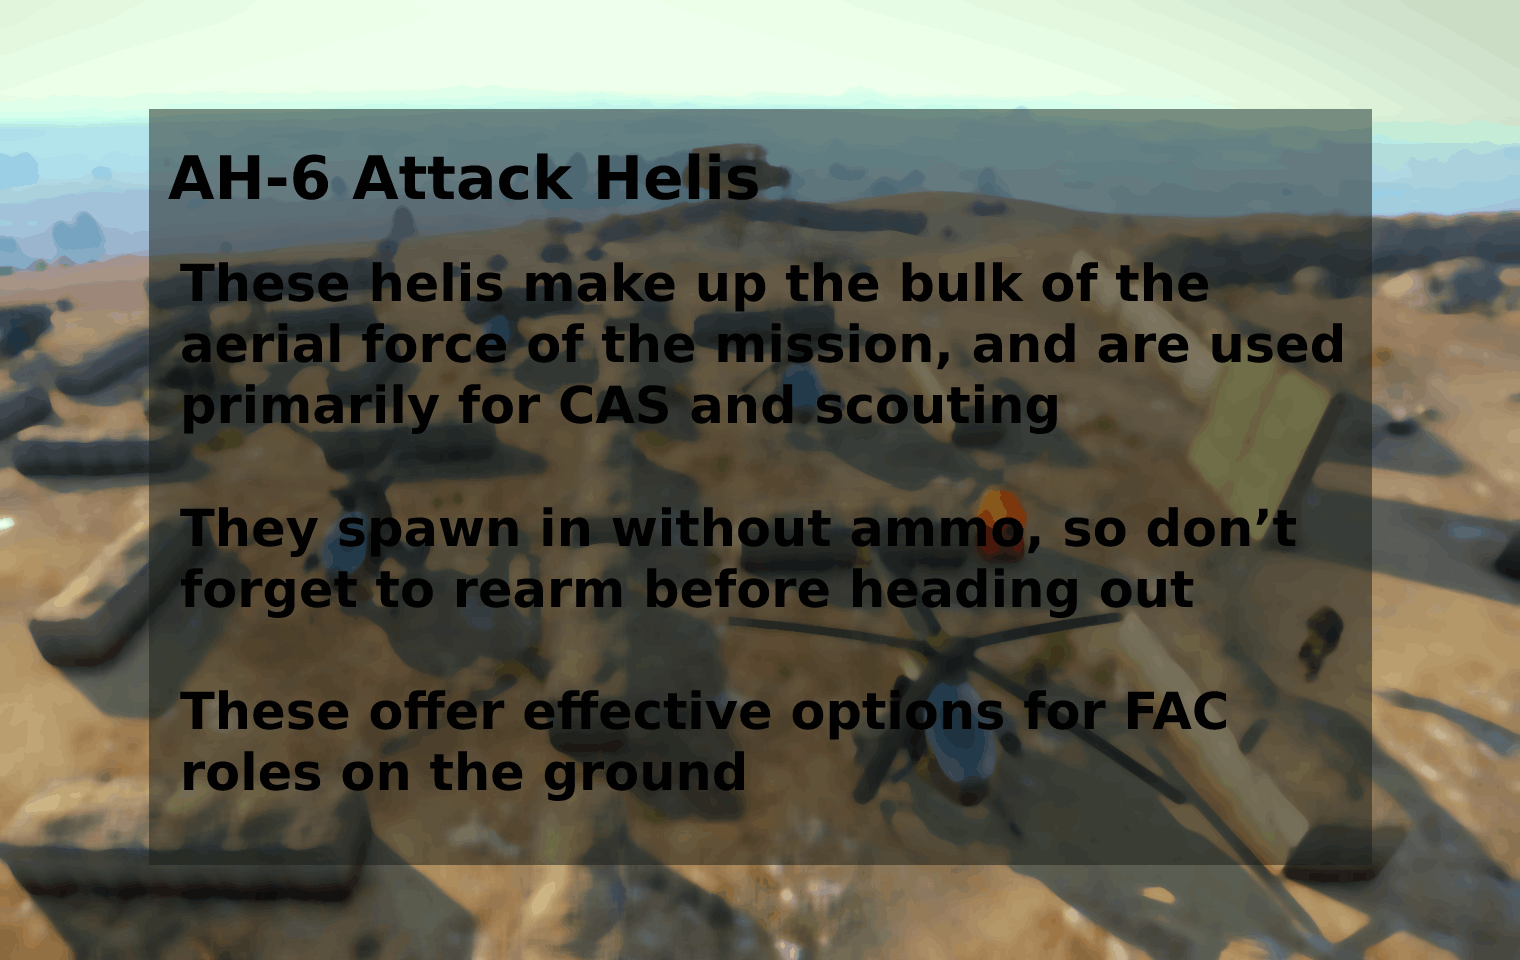 AH-6 Attack Helis
These helis make up the bulk of the
aerial force of the mission, and are used
primarily for CAS and scouting
They spawn in without ammo, so don’t
forget to rearm before heading out
These offer effective options for FAC
roles on the ground